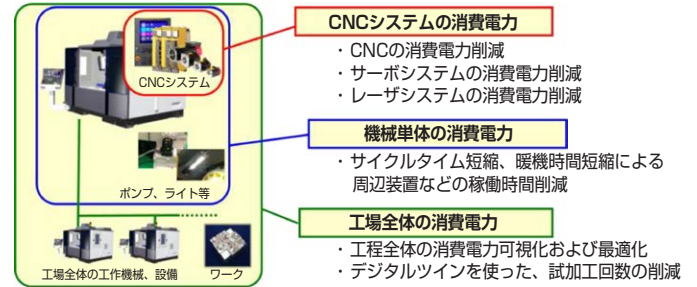 CNCシステムの消費電力
・CNCの消費電力削減
・サーボシステムの消費電力削減
・レーザシステムの消費電力削減
CNCシステム
機械単体の消費電力
・サイクルタイム短縮、暖機時間短縮による
周辺装置などの稼働時間削減
ポンプ、ライト等
工場全体の消費電力
・工程全体の消費電力可視化および最適化
・デジタルツインを使った、試加工回数の削減
工場全体の工作機械、設備
ワーク